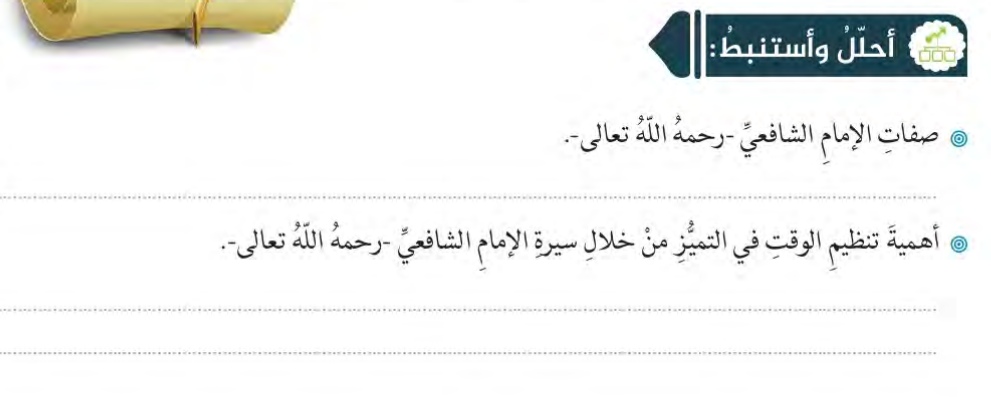 أحلّلُ وأستنبطُ:
صفاتِ الإمامِ الشافعيِّ -رحمهُ اللّهُ تعالى-.
أهميةَ تنظيمِ الوقتِ في التميُّزِ منْ خلالِ سيرةِ الإمامِ الشافعيِّ -رحمهُ اللّهُ تعالى-.